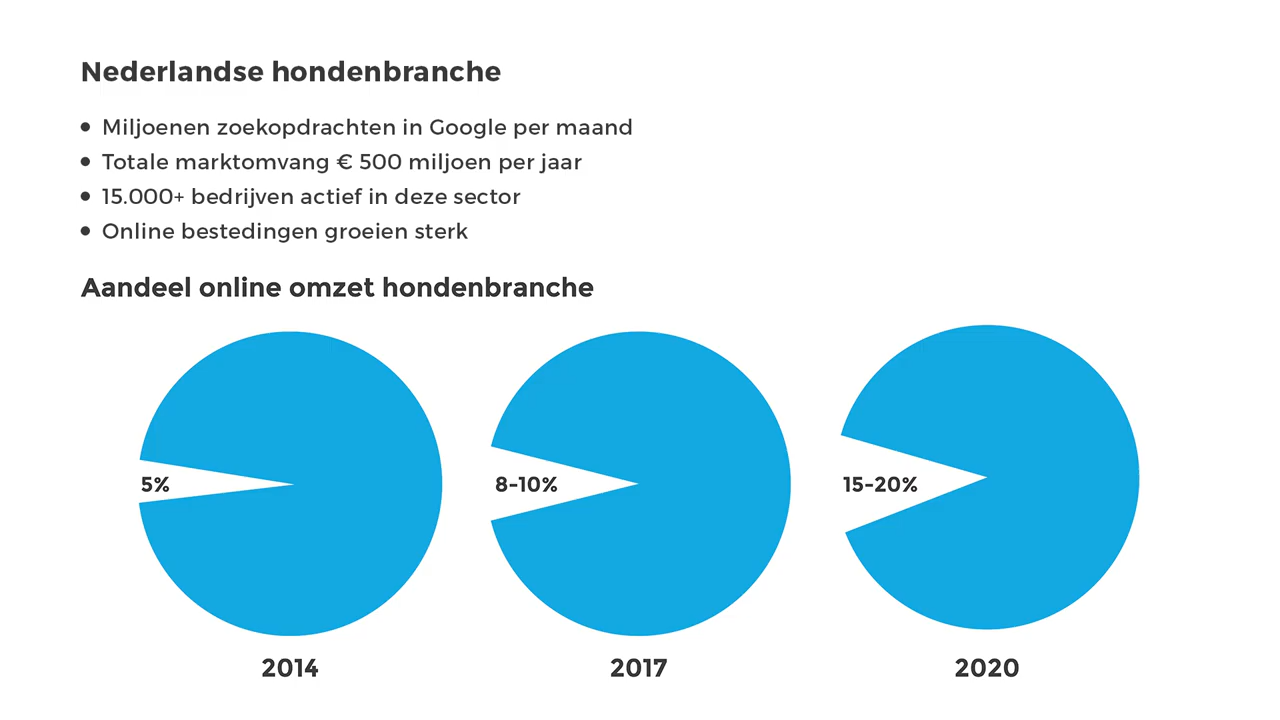 Nederlandse hondenbranche
• Miljoenen zoekopdrachten in Google per maand
• Totale marktomvang € 500 miljoen per jaar
• 15.000+ bedrijven actief in deze sector
• Online bestedingen groeien sterk
Aandeel online omzet hondenbranche
5%
8-10%
15-20%
2014
2017
2020